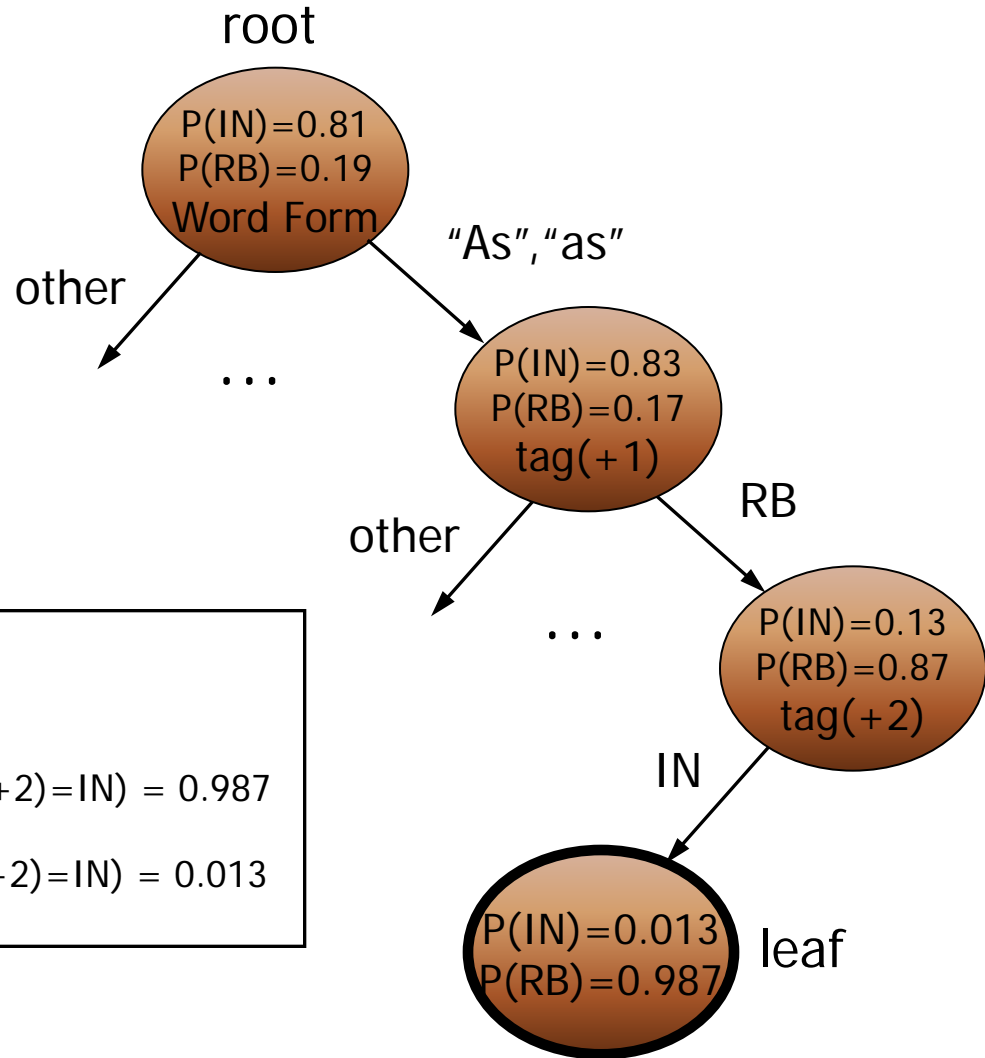 root
P(IN)=0.81
P(RB)=0.19
Word Form
"As","as"
other
...
P(IN)=0.83
P(RB)=0.17
tag(+1)
RB
other
...
P(IN)=0.13
P(RB)=0.87
tag(+2)
IN
+2)=IN) = 0.987
+2)=IN) = 0.013
P(IN)=0.013
P(RB)=0.987
leaf